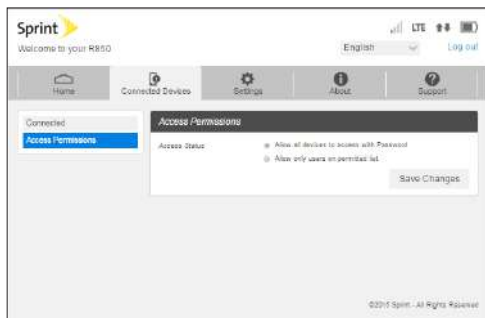 Sprint
LTE
Welcome to your R850
English
Log out
Home
Connected Devices
Settings
About
Support
Connected
Access Permissions
Access Permissions
Access Status
Allow all devices to access with Password
Allow only users on permitted list
Save Changes
©2015 Sprint - All Rights Reserved